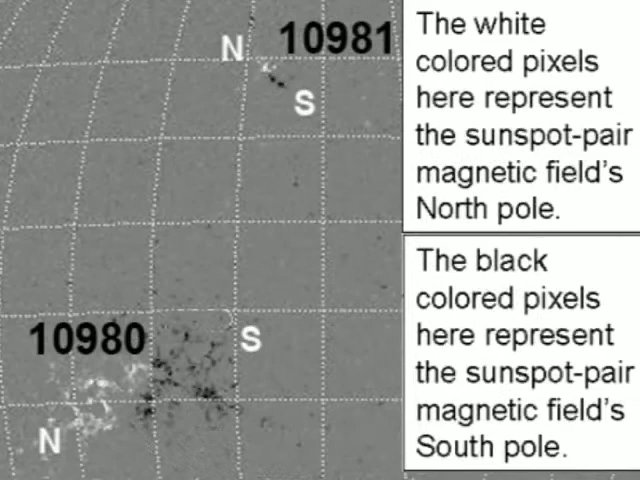 N 10981
S
10980 S
N
The white
colored pixels
here represent
the sunspot-pair
magnetic field's
North pole.
The black
colored pixels
here represent
the sunspot-pair
magnetic field's
South pole.